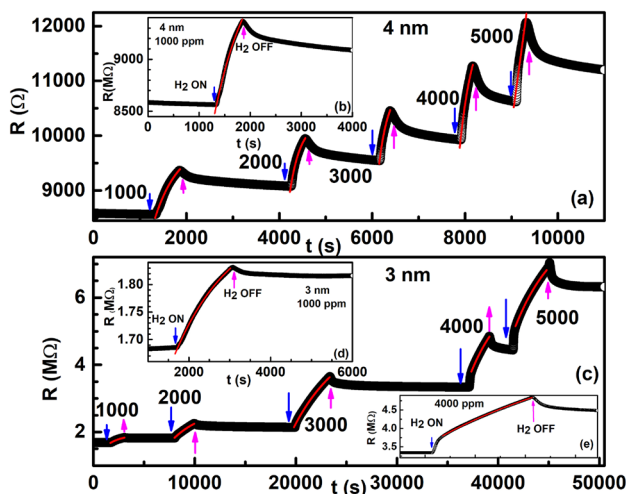 12000
11000
10000
9000
R (Ω)
0
2000
4000
6000
8000
10000
t (s)
4 nm
(a)
1000
2000
3000
4000
5000
4 nm
1000 ppm
H2 ON
H2 OFF
(b)
9000
8500
R(MΩ)
0
1000
2000
3000
4000
t (s)
6
4
2
R (MΩ)
0
10000
20000
30000
40000
50000
t (s)
3 nm
(c)
1000
2000
3000
4000
5000
1.80
1.76
1.70
H2 ON
H2 OFF
3 nm
1000 ppm
(d)
2000
3000
4000
5000
6000
t (s)
4000 ppm
4.5
3.5
R (MΩ)
H2 ON
H2 OFF
(e)